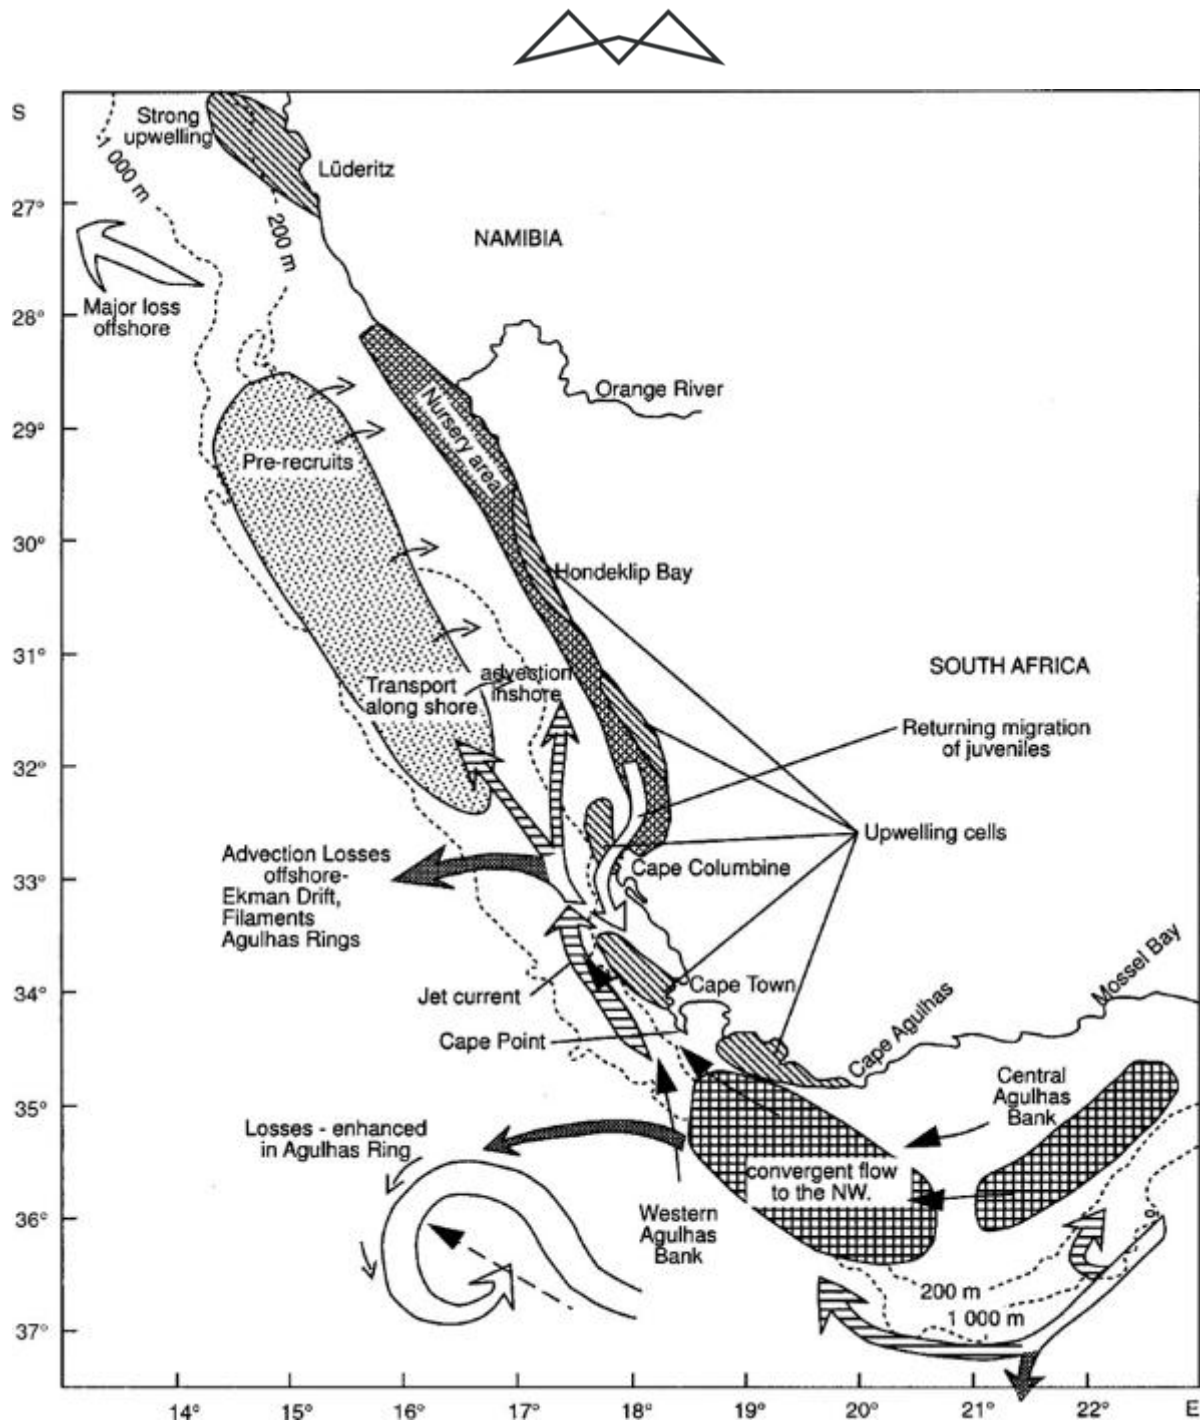 S
Strong
upwelling
1 000 m
Lüderitz
27°
200 m
NAMIBIA
Major loss
offshore
28°
Orange River
Nursery area
29°
Pre-recruits
30°
Hondeklip Bay
31°
SOUTH AFRICA
advection
inshore
Transport
along shore
Returning migration
of juveniles
32°
Upwelling cells
Advection Losses
offshore-
Ekman Drift,
Filaments
Agulhas Rings
Cape Columbine
33°
Mossel Bay
Cape Town
Jet current
34°
Cape Agulhas
Cape Point
Central
Agulhas
Bank
35°
Losses - enhanced
in Agulhas Ring
convergent flow
to the NW.
36°
Western
Agulhas
Bank
200 m
1 000 m
37°
14° 15° 16° 17° 18° 19° 20° 21° 22° E